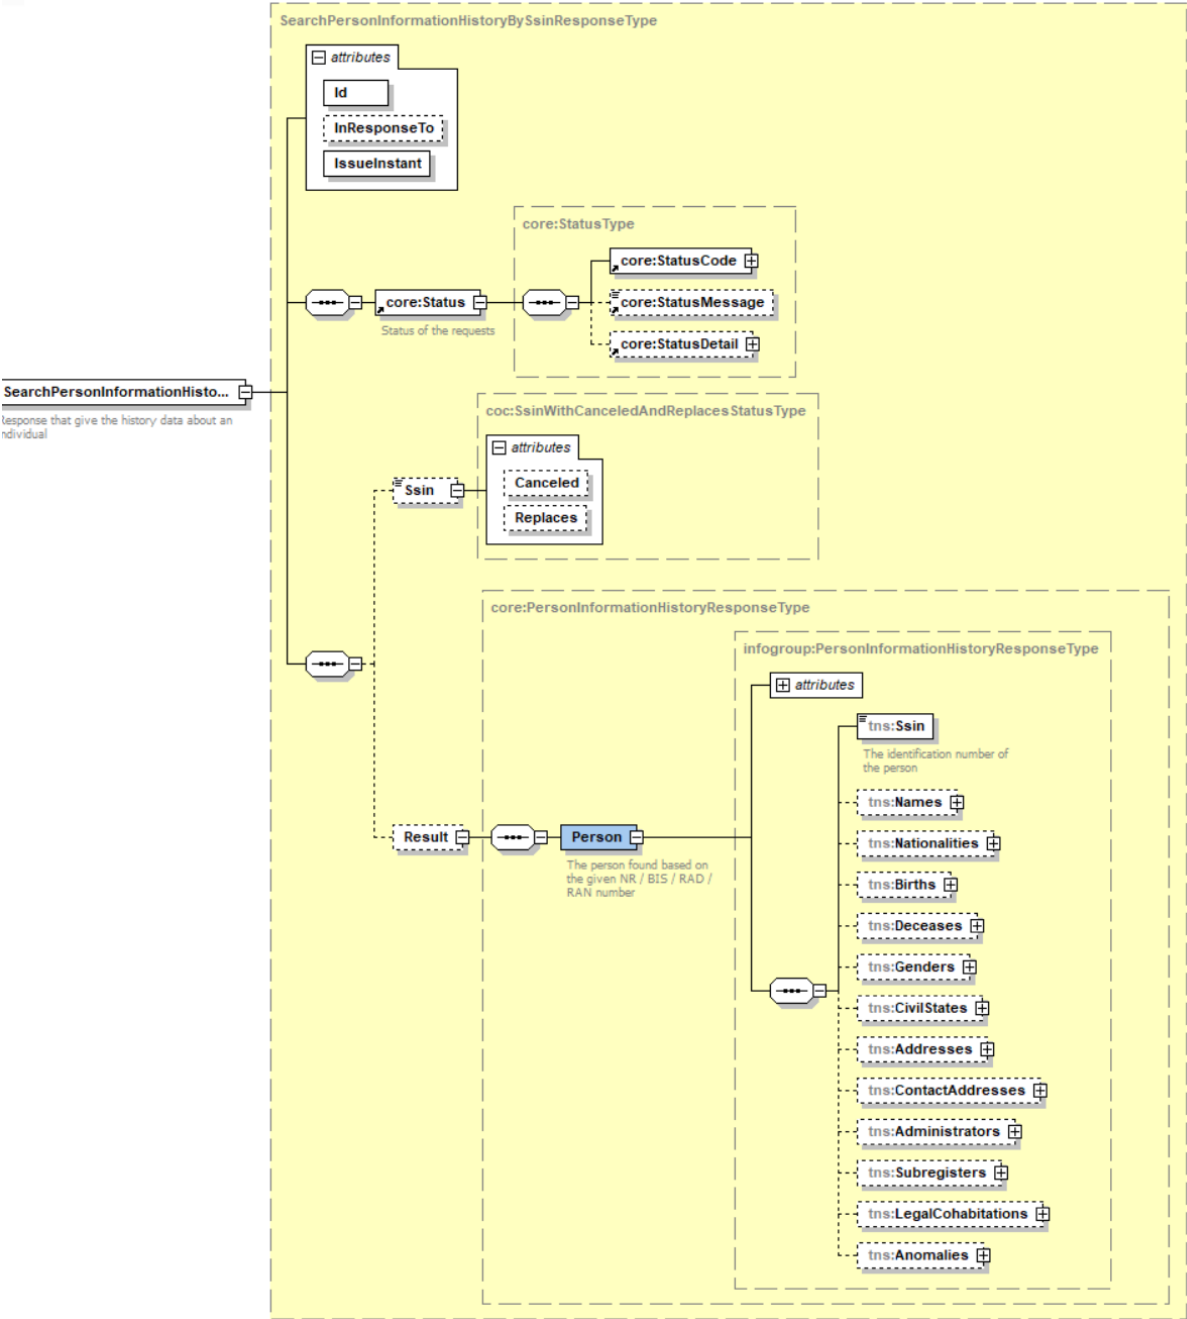 SearchPersonInformationHistoryBySsinResponseType
attributes
Id
InResponseTo
IssueInstant
core:StatusType
core:StatusCode
core:Status
core:StatusMessage
Status of the requests
core:StatusDetail
SearchPersonInformationHisto...
Response that give the history data about an
individual
coc:SsinWithCanceledAndReplacesStatusType
attributes
Ssin
Canceled
Replaces
core:PersonInformationHistoryResponseType
infogroup:PersonInformationHistoryResponseType
attributes
tns:Ssin
The identification number of
the person
tns:Names
Result
Person
The person found based on
the given NR / BIS / RAD /
RAN number
tns:Nationalities
tns:Births
tns:Deceases
tns:Genders
tns:CivilStates
tns:Addresses
tns:ContactAddresses
tns:Administrators
tns:Subregisters
tns:LegalCohabitations
tns:Anomalies